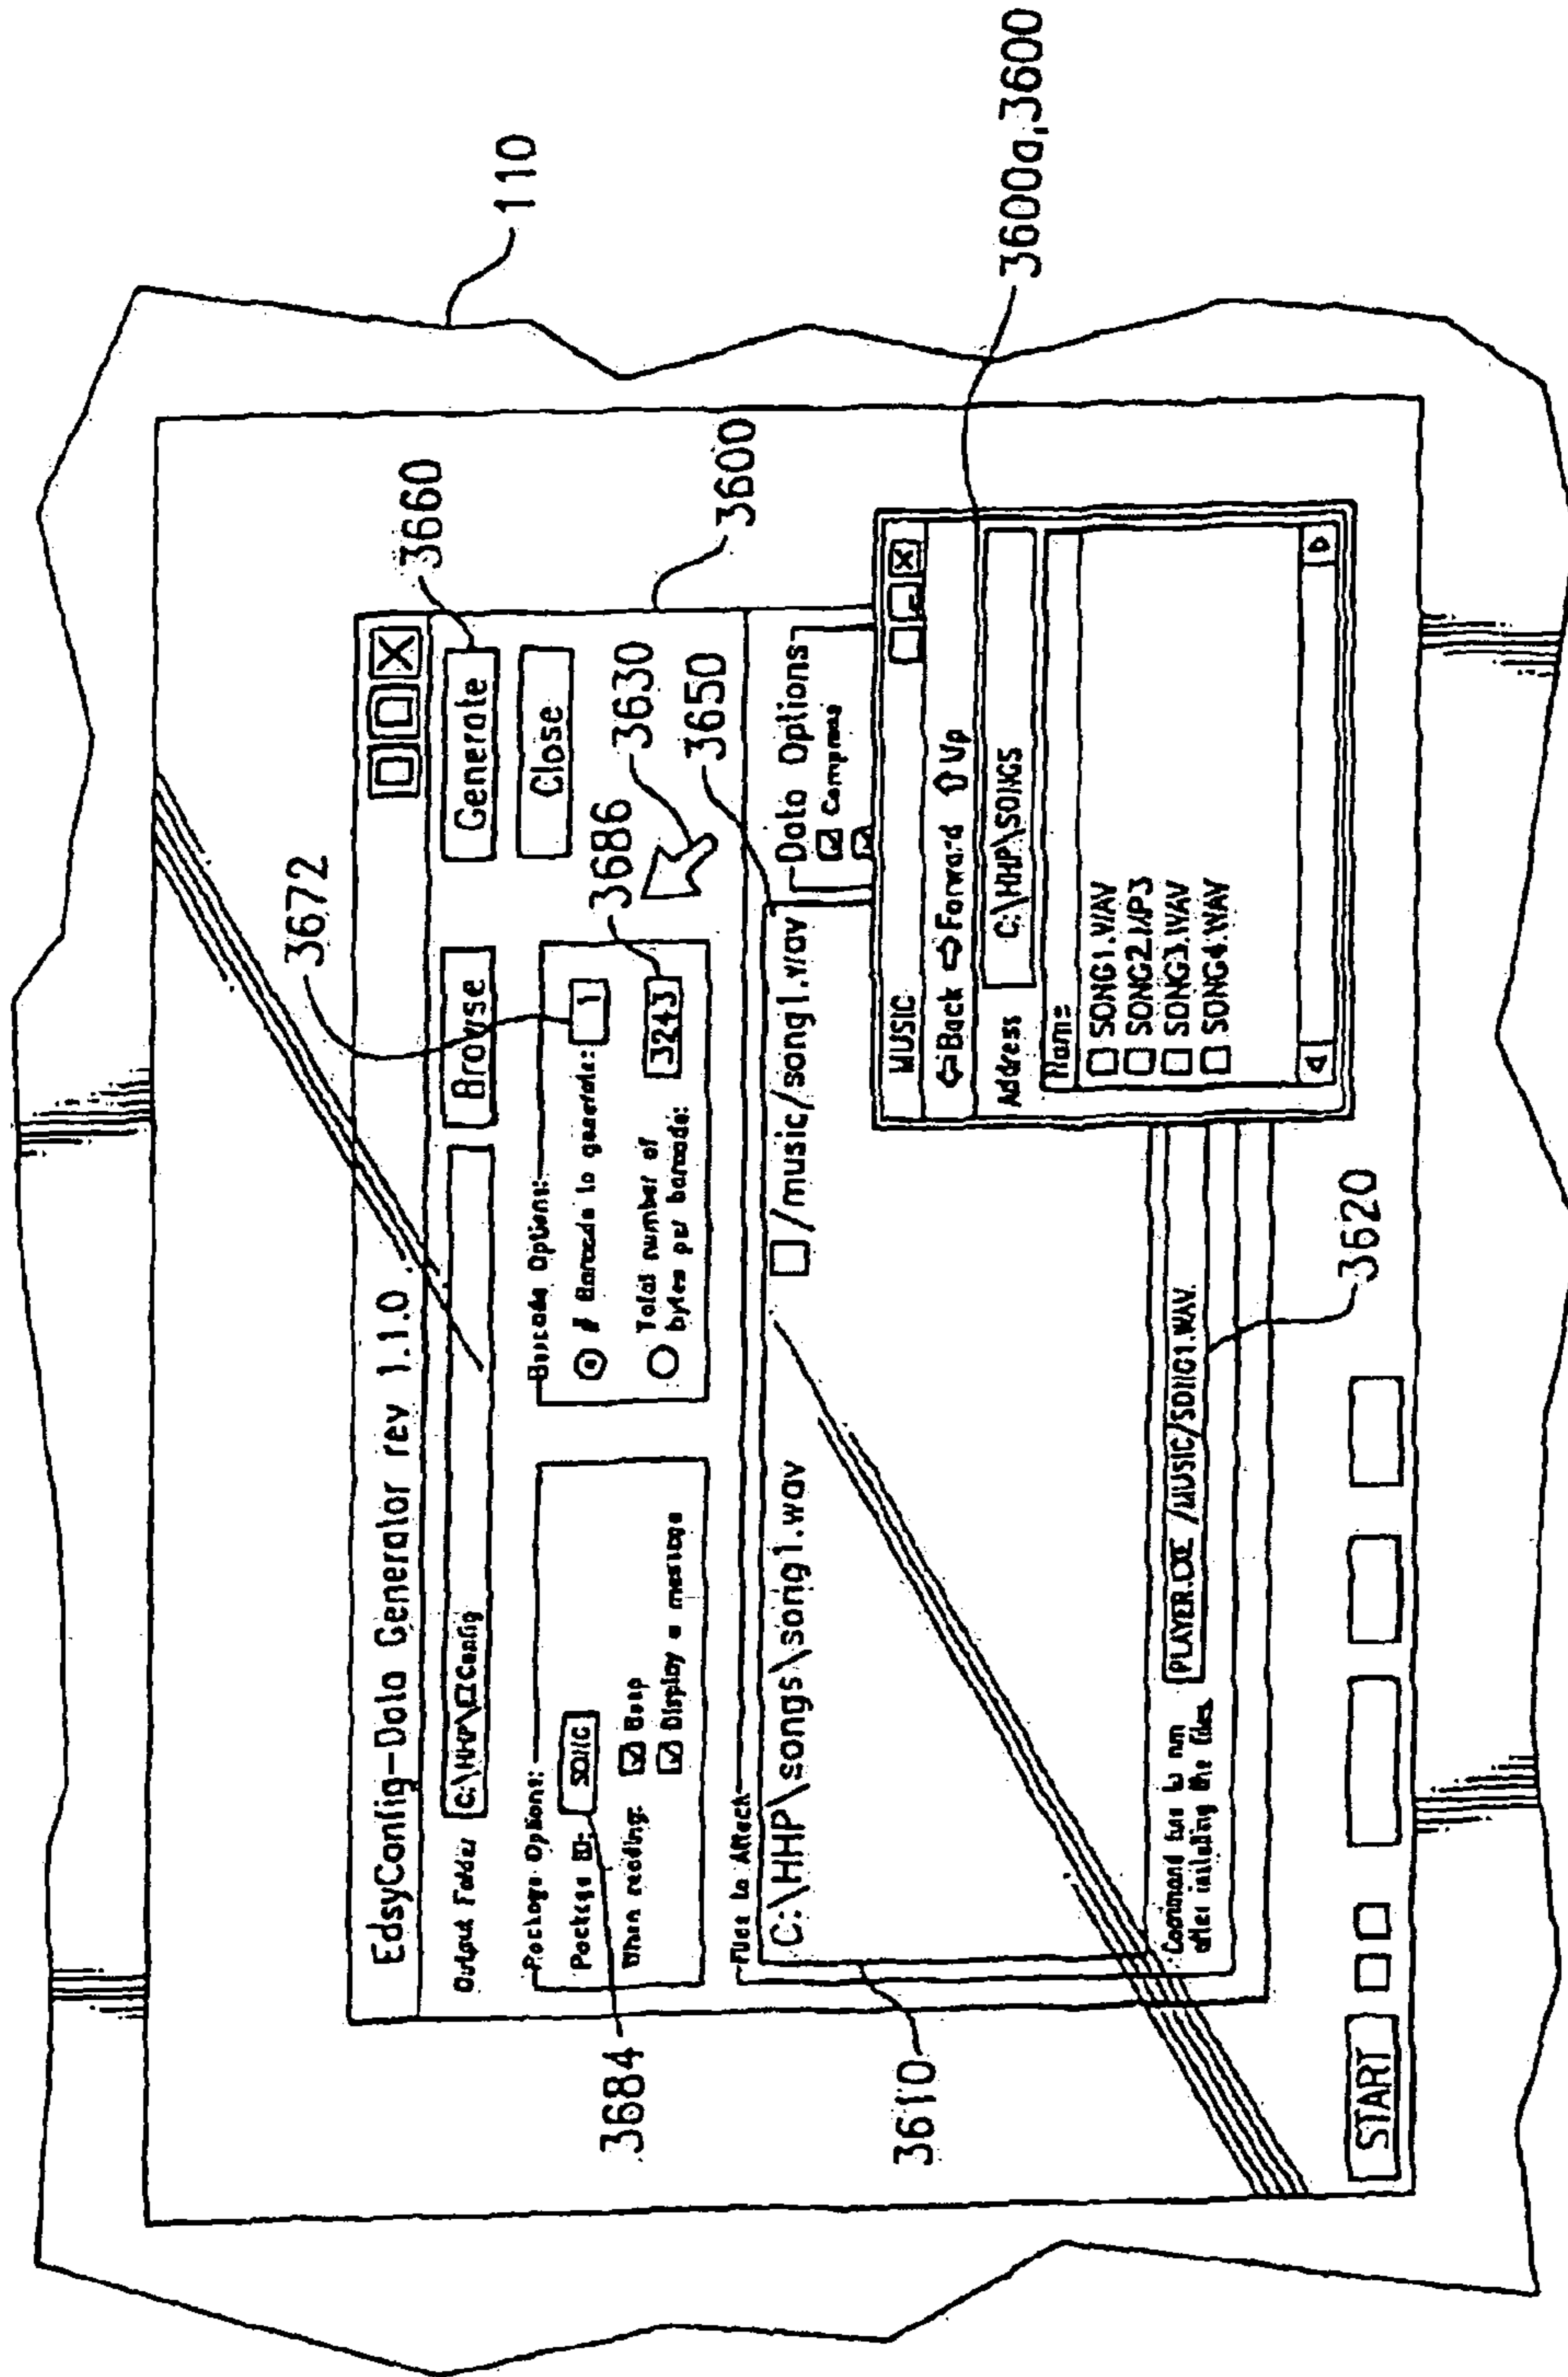 110
3672
3660
EdsyConfig-Data Generator rev 1.1.0
Output Folder C:\HHP\ Config Browse Generate
Close
Package Options:
Package ID: SONG
When reading: Beep
Display a message
Barcode Options:
# Barcode to generate: 1
Total number of
bytes per barcode: 3243
3686
3630
3650
3600
3684
Files to Attach
C:\HHP\songs\song1.wav /music/song1.wav
Data Options
Compress
3610
MUSIC
Back Forward Up
Address C:\HHP\SONGS
Name
SONG1.WAV
SONG2.MP3
SONG3.WAV
SONG4.WAV
3600a,3600
Command line to run
after installing the files PLAYER.EXE /MUSIC/SONG1.WAV
3620
START